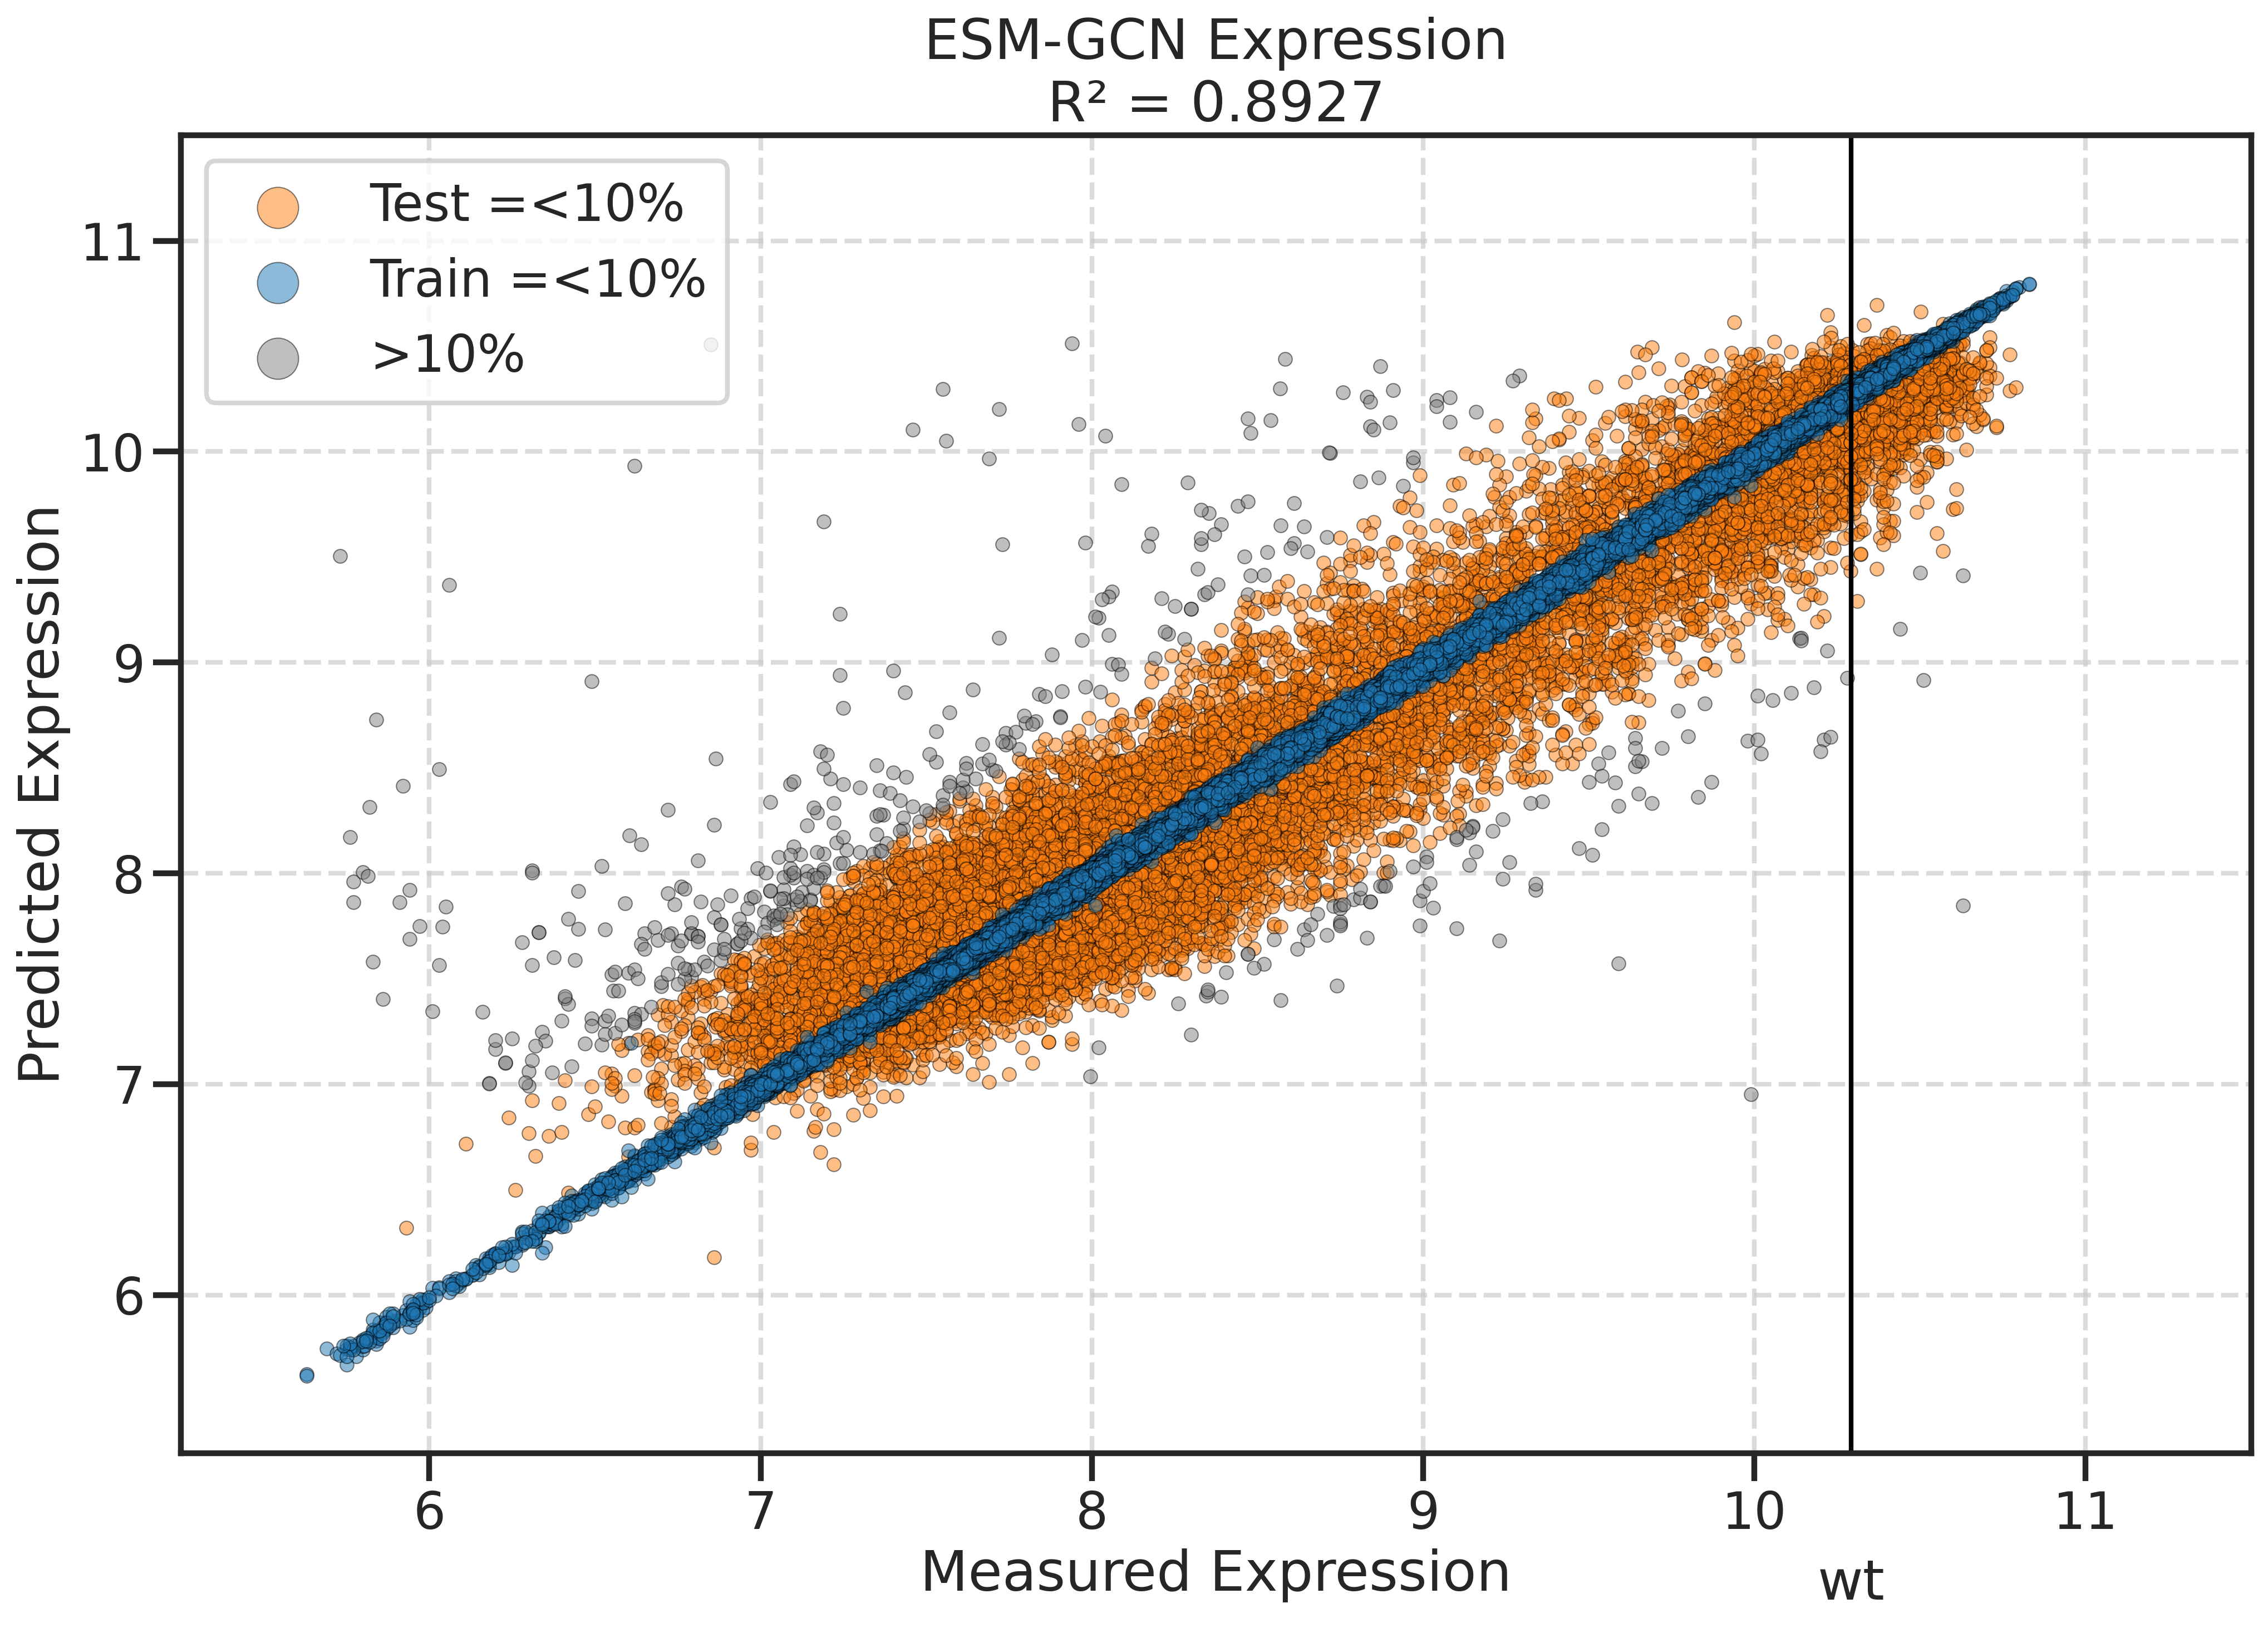 ESM-GCN Expression
R² = 0.8927
Test =<10%
Train =<10%
>10%
Predicted Expression
11
10
9
8
7
6
6 7 8 9 10 11
Measured Expression
wt